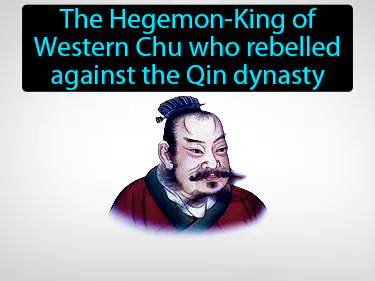 The Hegemon-King of
Western Chu who rebelled
against the Qin dynasty